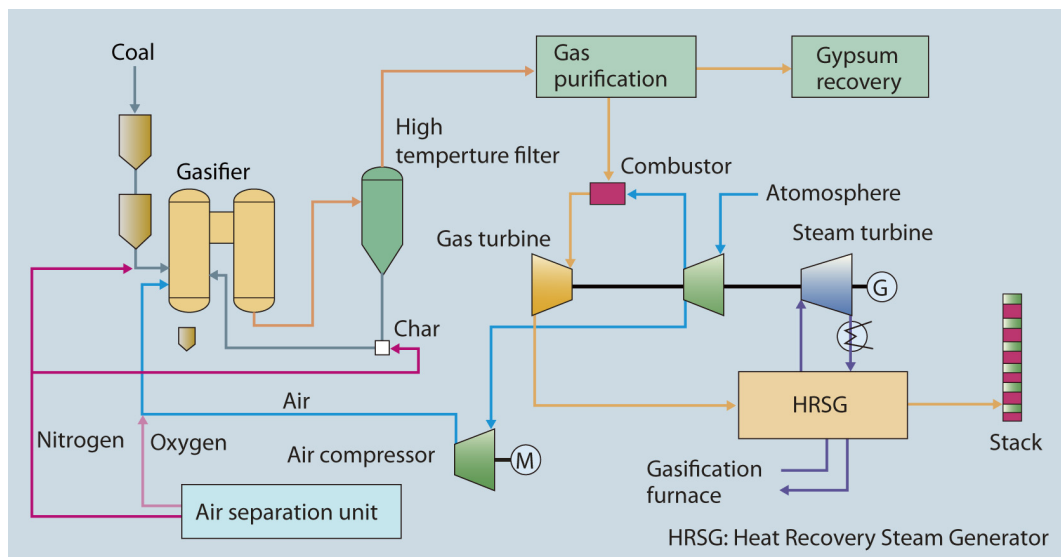 Coal
Gas
purification
Gypsum
recovery
High
temperture filter
Gasifier
Combustor
Atomosphere
Gas turbine
Steam turbine
G
Char
Air
HRSG
Nitrogen
Oxygen
Air compressor
M
Stack
Gasification
furnace
Air separation unit
HRSG: Heat Recovery Steam Generator